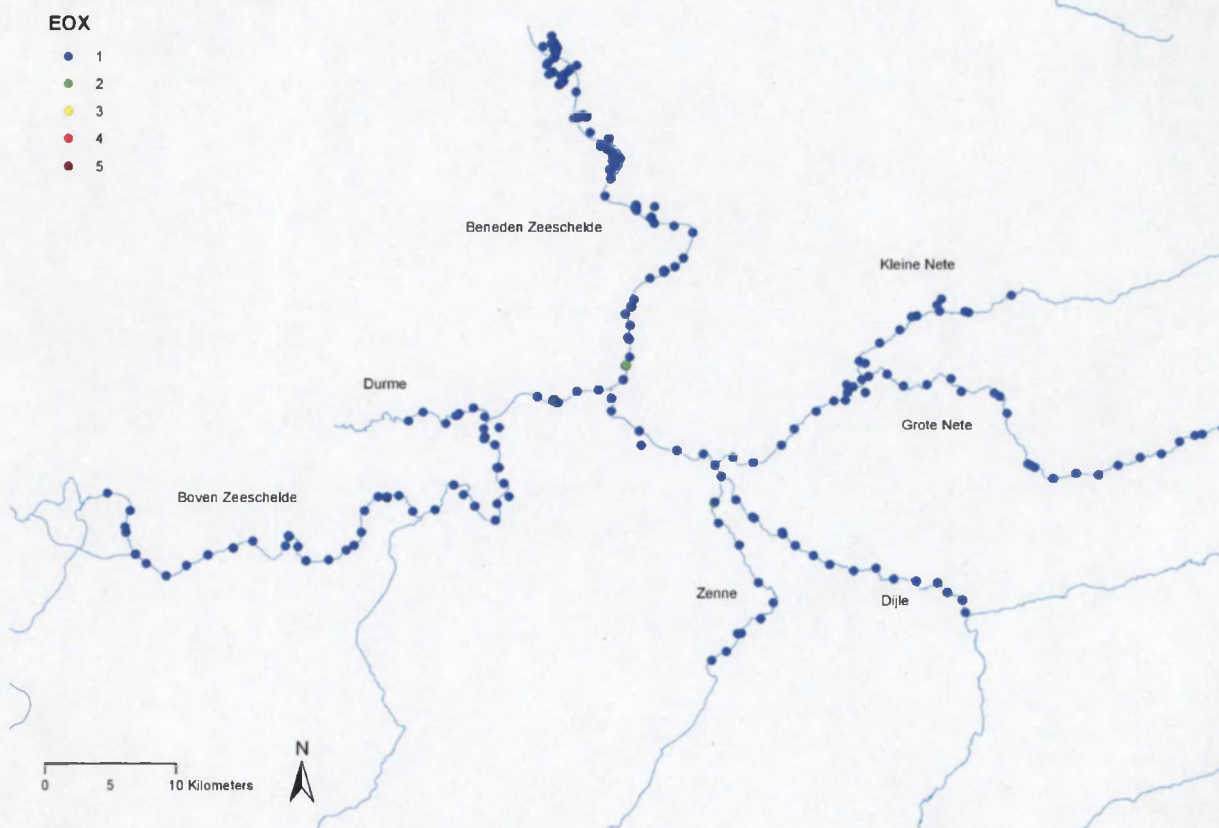 EOX
1
2
3
4
5
Beneden Zeeschelde
Kleine Nete
Durme
Grote Nete
Boven Zeeschelde
Zenne
Dijle
N
0 5 10 Kilometers